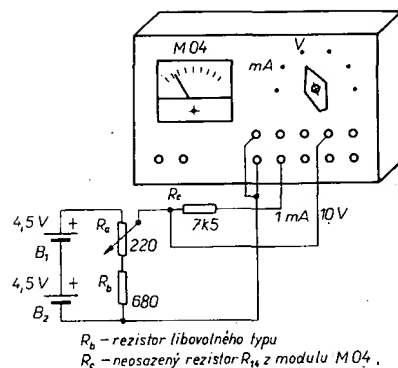 M 04
V
mA
Rc
7k5
1 mA
10 V
4,5 V
+
B1
Ra
220
4,5 V
+
B2
Rb
680
Rb – rezistor libovolného typu
Rc – neosazený rezistor R14 z modulu M 04